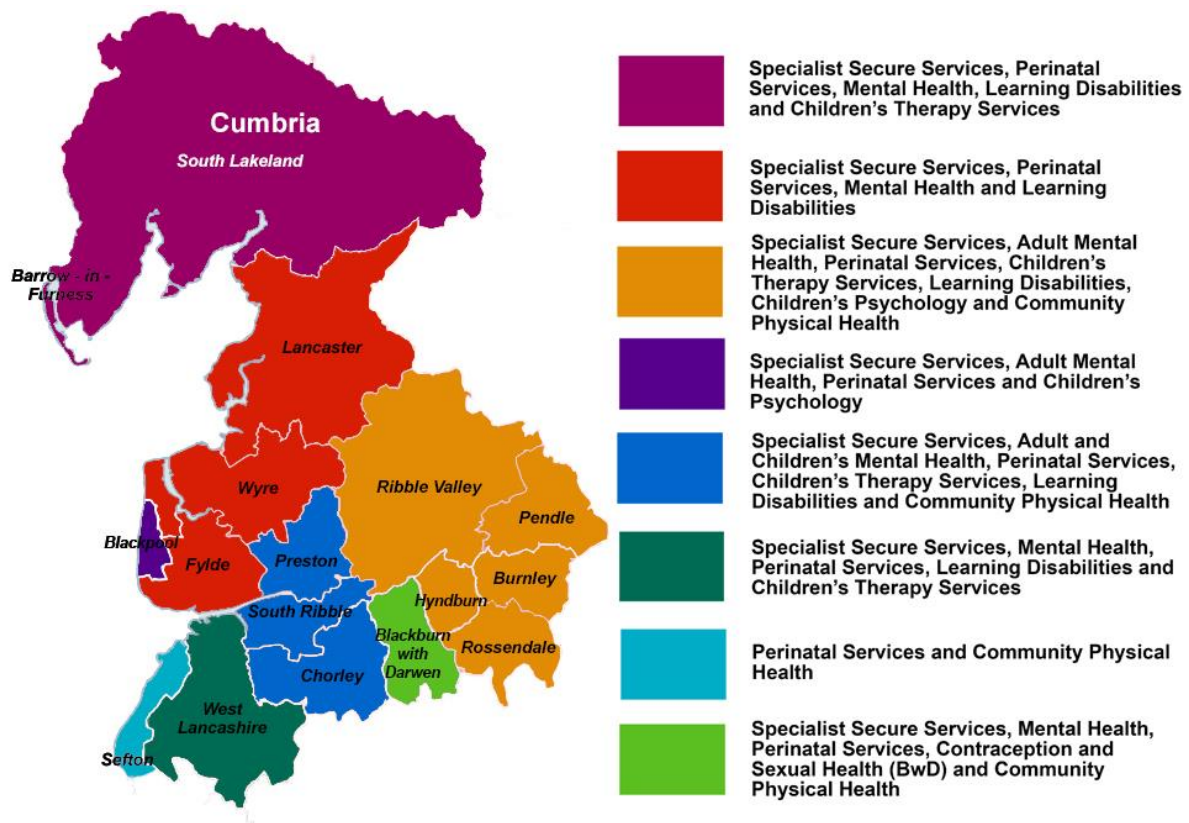 Cumbria
South Lakeland
Barrow - in -
Furness
Lancaster
Wyre
Ribble Valley
Pendle
Blackpool
Fylde
Preston
Burnley
Hyndburn
South Ribble
Blackburn
with
Darwen
Rossendale
Chorley
West
Lancashire
Sefton
Specialist Secure Services, Perinatal
Services, Mental Health, Learning Disabilities
and Children's Therapy Services
Specialist Secure Services, Perinatal
Services, Mental Health and Learning
Disabilities
Specialist Secure Services, Adult Mental
Health, Perinatal Services, Children's
Therapy Services, Learning Disabilities,
Children's Psychology and Community
Physical Health
Specialist Secure Services, Adult Mental
Health, Perinatal Services and Children's
Psychology
Specialist Secure Services, Adult and
Children's Mental Health, Perinatal Services,
Children's Therapy Services, Learning
Disabilities and Community Physical Health
Specialist Secure Services, Mental Health,
Perinatal Services, Learning Disabilities and
Children's Therapy Services
Perinatal Services and Community Physical
Health
Specialist Secure Services, Mental Health,
Perinatal Services, Contraception and
Sexual Health (BwD) and Community
Physical Health